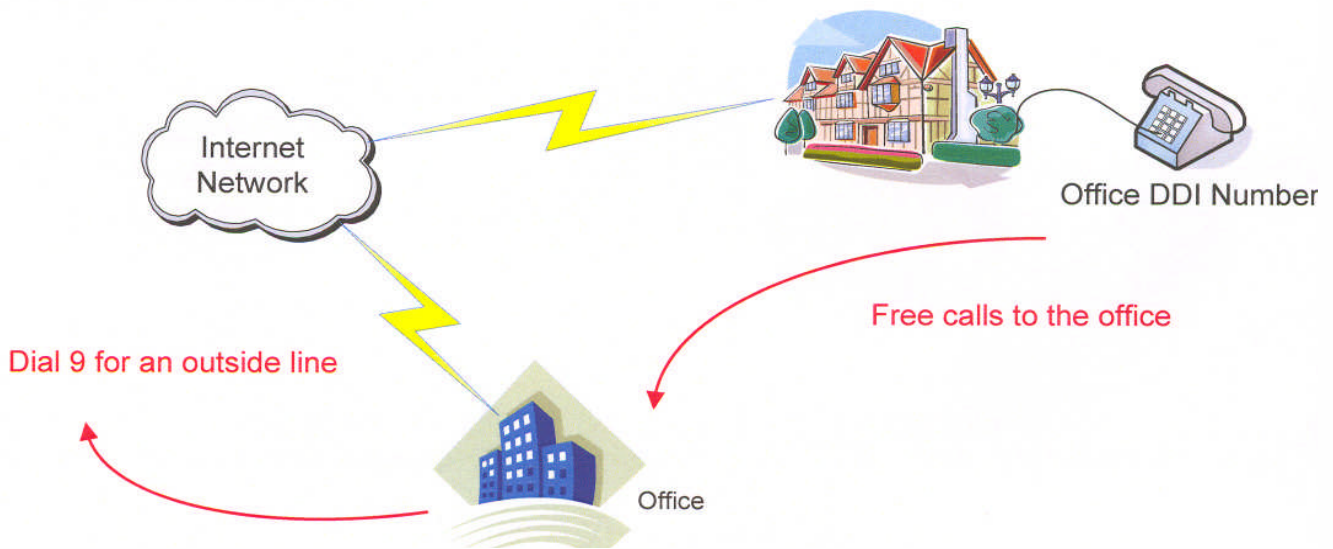 Internet
Network
Office DDI Number
Free calls to the office
Dial 9 for an outside line
Office